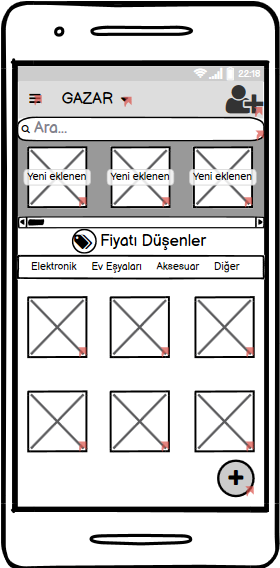 22:18
GAZAR
Ara...
Yeni eklenen Yeni eklenen Yeni eklenen
Fiyatı Düşenler
Elektronik Ev Eşyaları Aksesuar Diğer